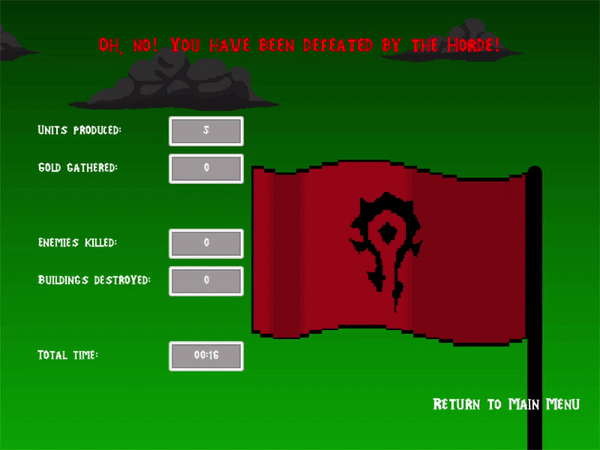 Oh, no! You have been defeated by the Horde!
Units produced: 5
Gold gathered: 0
Enemies killed: 0
Buildings destroyed: 0
Total time: 00:16
Return to Main Menu